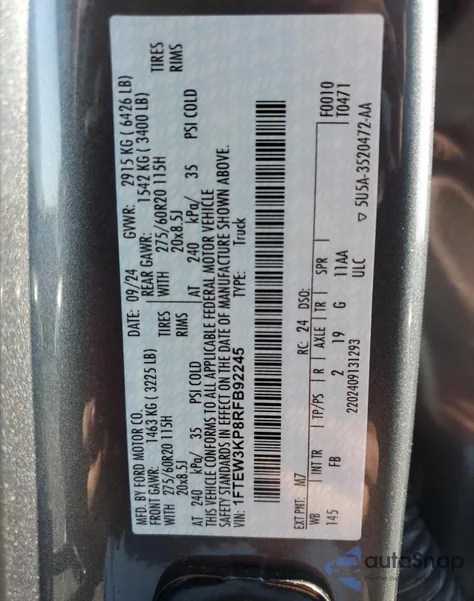 MFD. BY FORD MOTOR CO.
DATE: 09/24 GVWR: 2915 KG ( 6426 LB)
FRONT GAWR: 1463 KG ( 3225 LB) REAR GAWR: 1542 KG ( 3400 LB)
WITH 275/60R20 115H TIRES WITH 275/60R20 115H TIRES
20x8.5J RIMS 20x8.5J RIMS
AT 240 kPa/ 35 PSI COLD AT 240 kPa/ 35 PSI COLD
THIS VEHICLE CONFORMS TO ALL APPLICABLE FEDERAL MOTOR VEHICLE
SAFETY STANDARDS IN EFFECT ON THE DATE OF MANUFACTURE SHOWN ABOVE.
VIN: 1FTEW3KP8RFB92245 TYPE: Truck
F0010
T0471
EXT PNT: M7 RC: 24 DSO:
WB INT TR TP/PS R AXLE TR SPR
145 FB 2 19 G 11AA
2202409131293 ULC
▽ 5U5A-3520472-AA
autoSnap